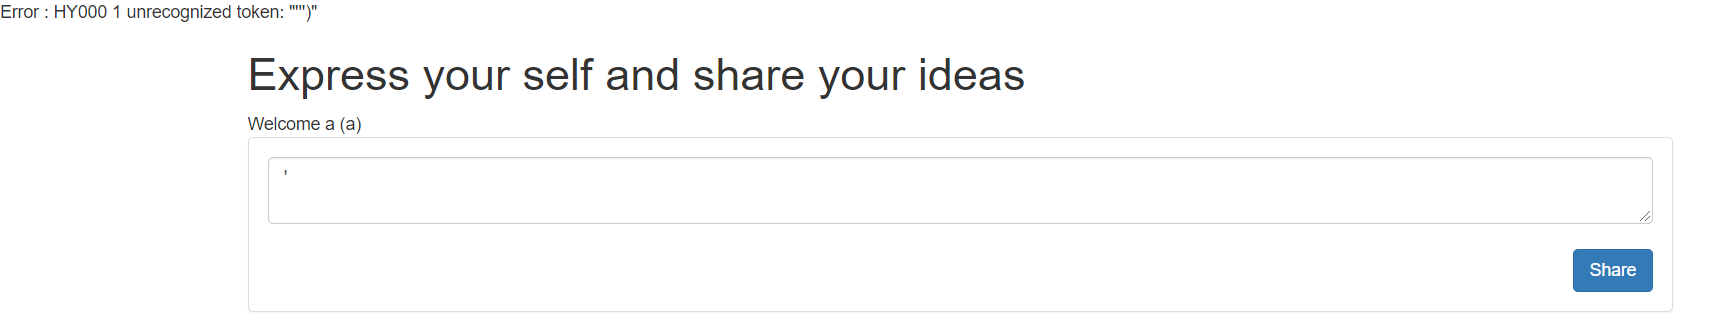 Error : HY000 1 unrecognized token: "'")"
Express your self and share your ideas
Welcome a (a)
'
Share